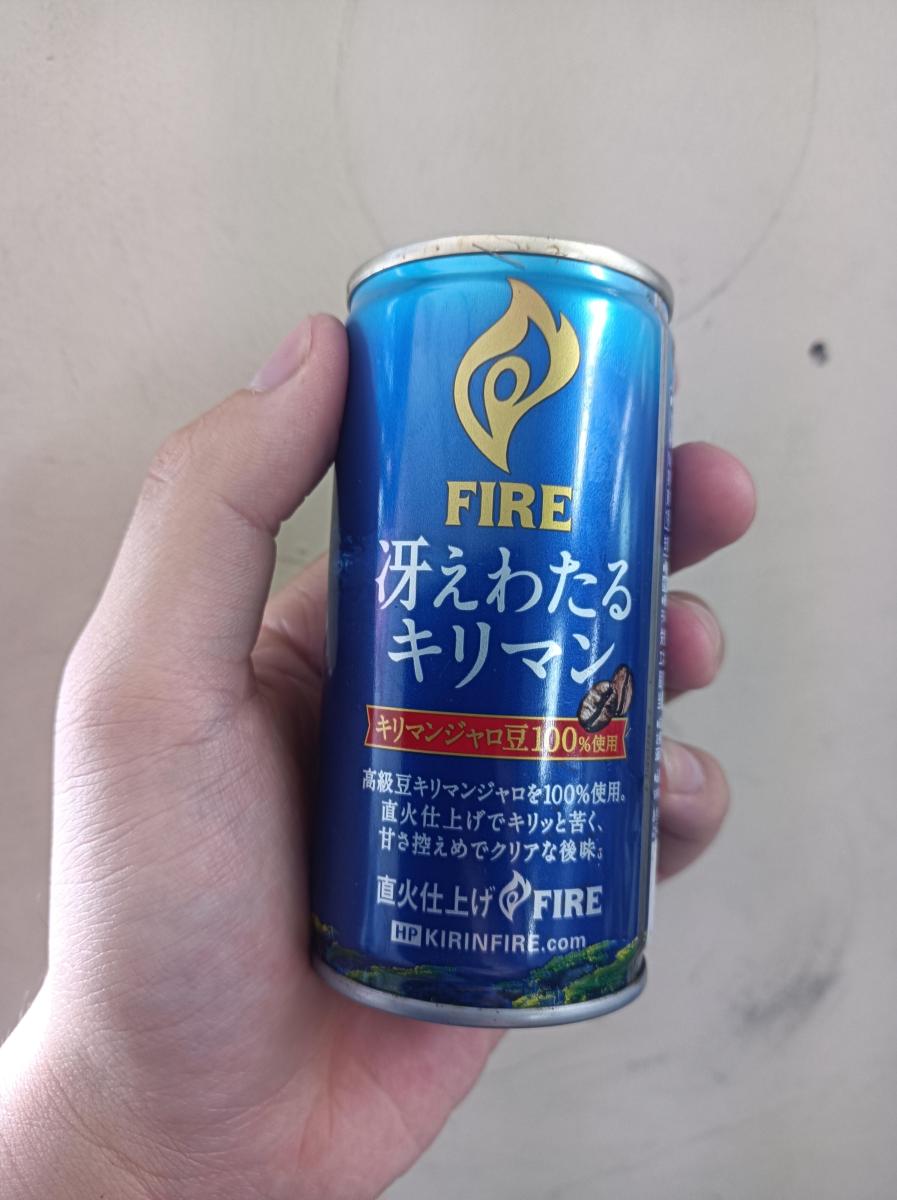 FIRE
冴えわたる
キリマン
キリマンジャロ豆100%使用
高級豆キリマンジャロを100%使用。
直火仕上げでキリッと苦く、
甘さ控えめでクリアな後味。
直火仕上げ FIRE
HP KIRINFIRE.com